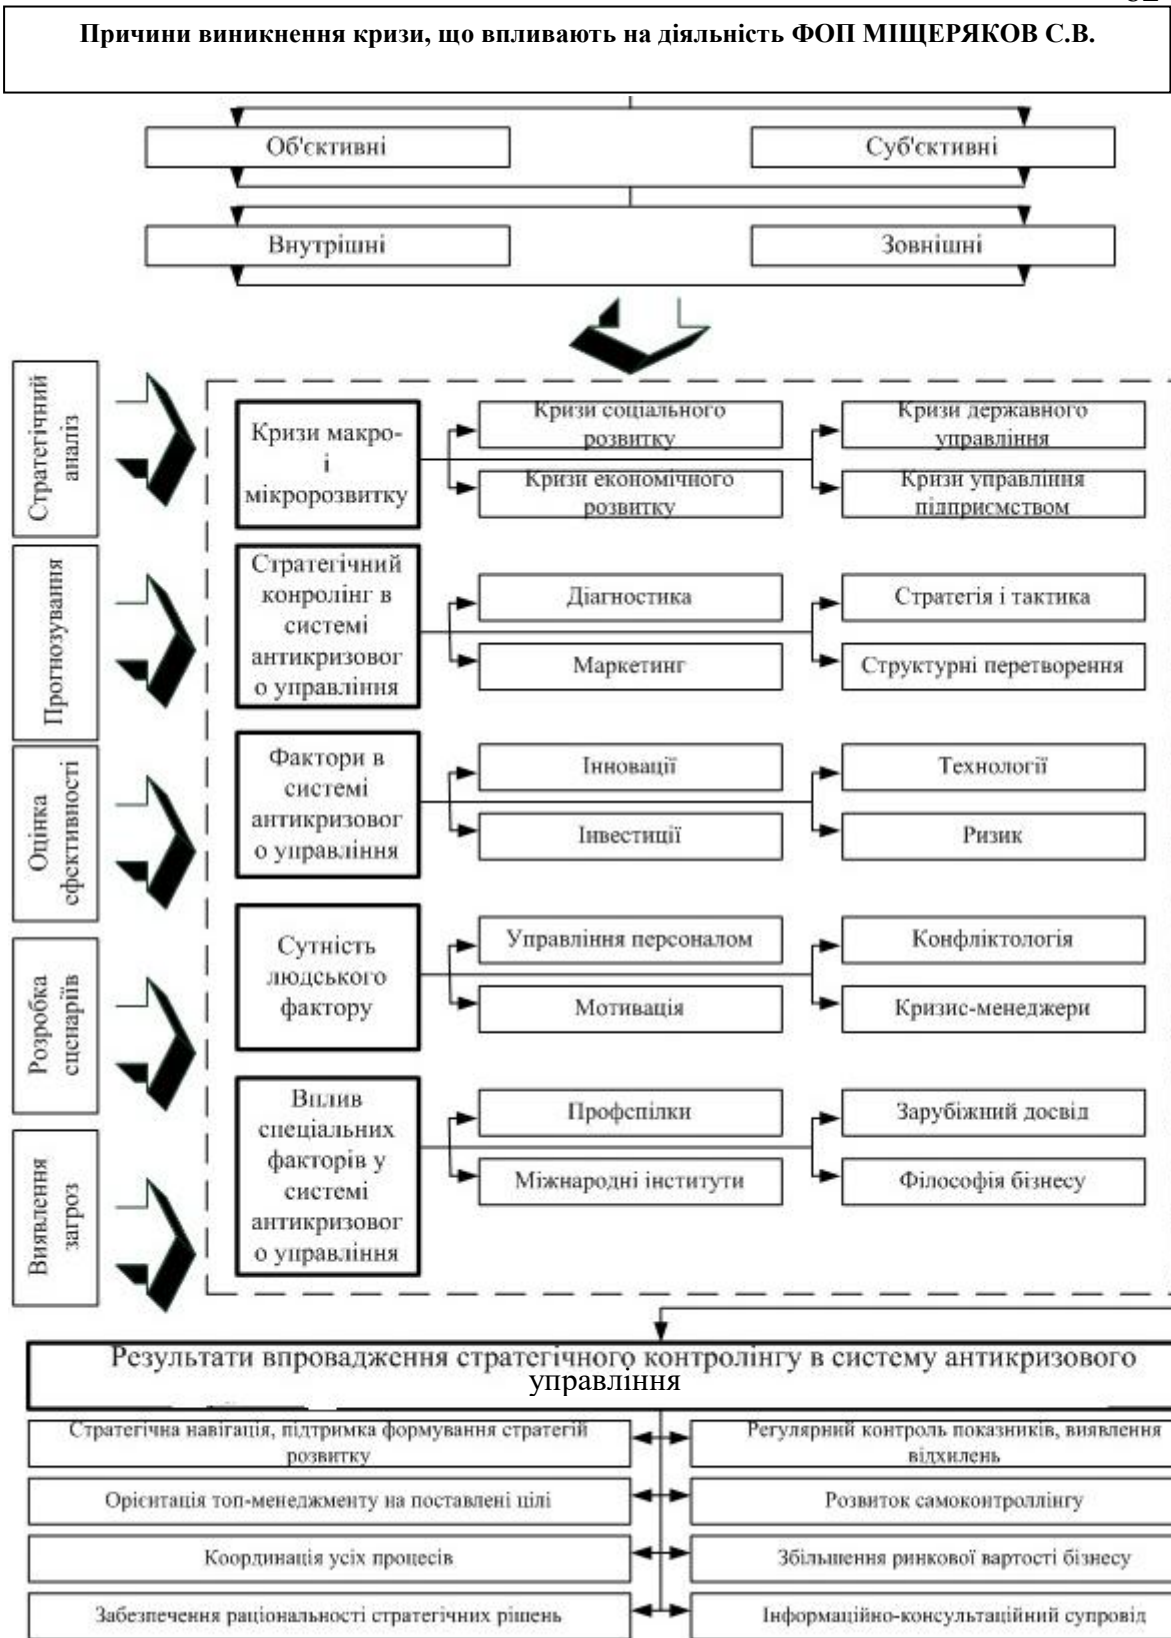 Причини виникнення кризи, що впливають на діяльність ФОП МІЩЕРЯКОВ С.В.
Об'єктивні
Суб'єктивні
Внутрішні
Зовнішні
Стратегічний
аналіз
Прогнозування
Оцінка
ефективності
Розробка
сценаріїв
Виявлення
загроз
Кризи макро-
і
мікророзвитку
Кризи соціального
розвитку
Кризи державного
управління
Кризи економічного
розвитку
Кризи управління
підприємством
Стратегічний
конролінг в
системі
антикризовог
о управління
Діагностика
Стратегія і тактика
Маркетинг
Структурні перетворення
Фактори в
системі
антикризовог
о управління
Інновації
Технології
Інвестиції
Ризик
Сутність
людського
фактору
Управління персоналом
Конфліктологія
Мотивація
Кризис-менеджери
Вплив
спеціальних
факторів у
системі
антикризовог
о управління
Профспілки
Зарубіжний досвід
Міжнародні інститути
Філософія бізнесу
Результати впровадження стратегічного контролінгу в систему антикризового
управління
Стратегічна навігація, підтримка формування стратегій
розвитку
Регулярний контроль показників, виявлення
відхилень
Орієнтація топ-менеджменту на поставлені цілі
Розвиток самоконтроллінгу
Координація усіх процесів
Збільшення ринкової вартості бізнесу
Забезпечення раціональності стратегічних рішень
Інформаційно-консультаційний супровід